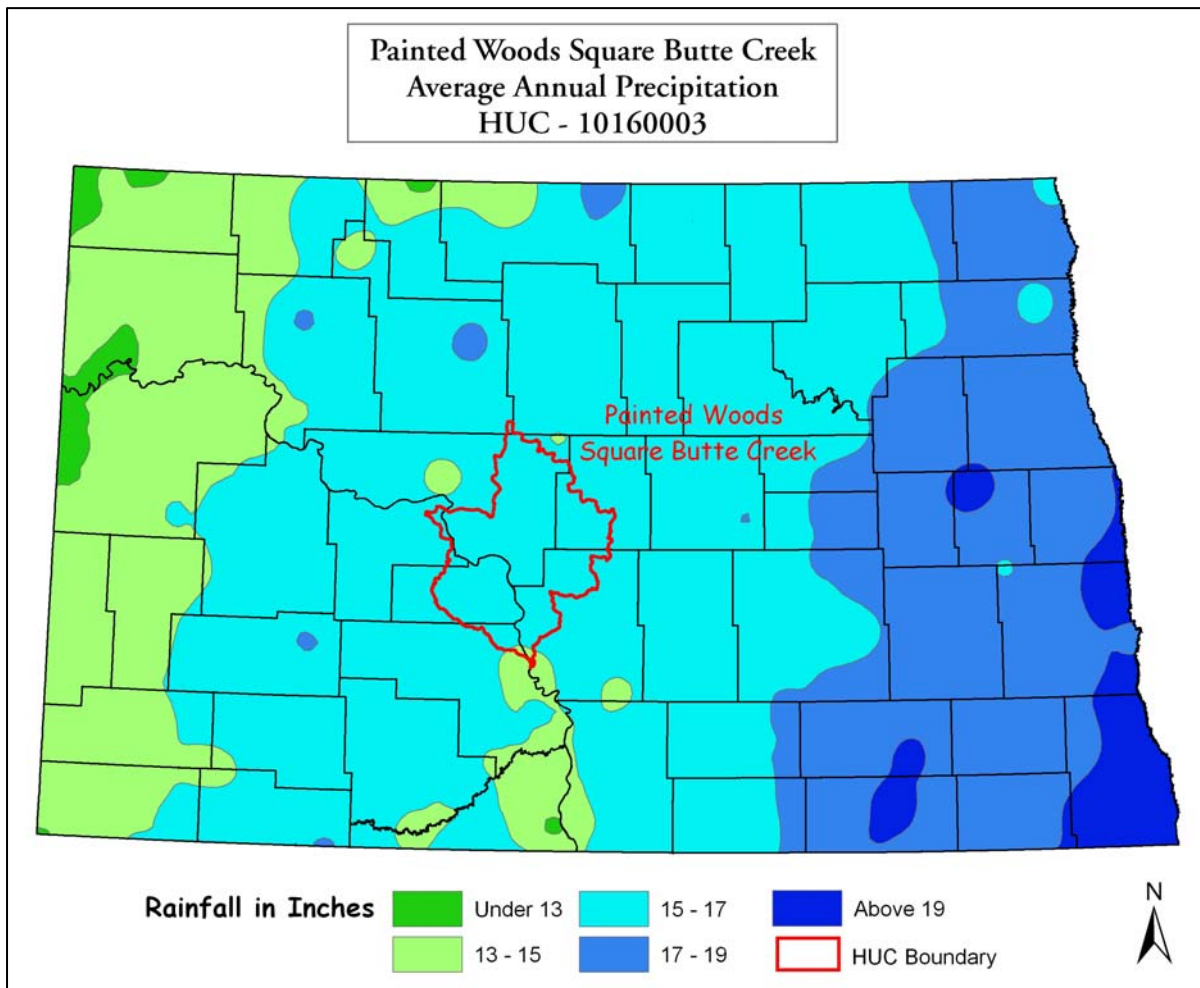 Painted Woods Square Butte Creek
Average Annual Precipitation
HUC - 10160003
Painted Woods
Square Butte Creek
Rainfall in Inches
Under 13
15 - 17
Above 19
13 - 15
17 - 19
HUC Boundary
N